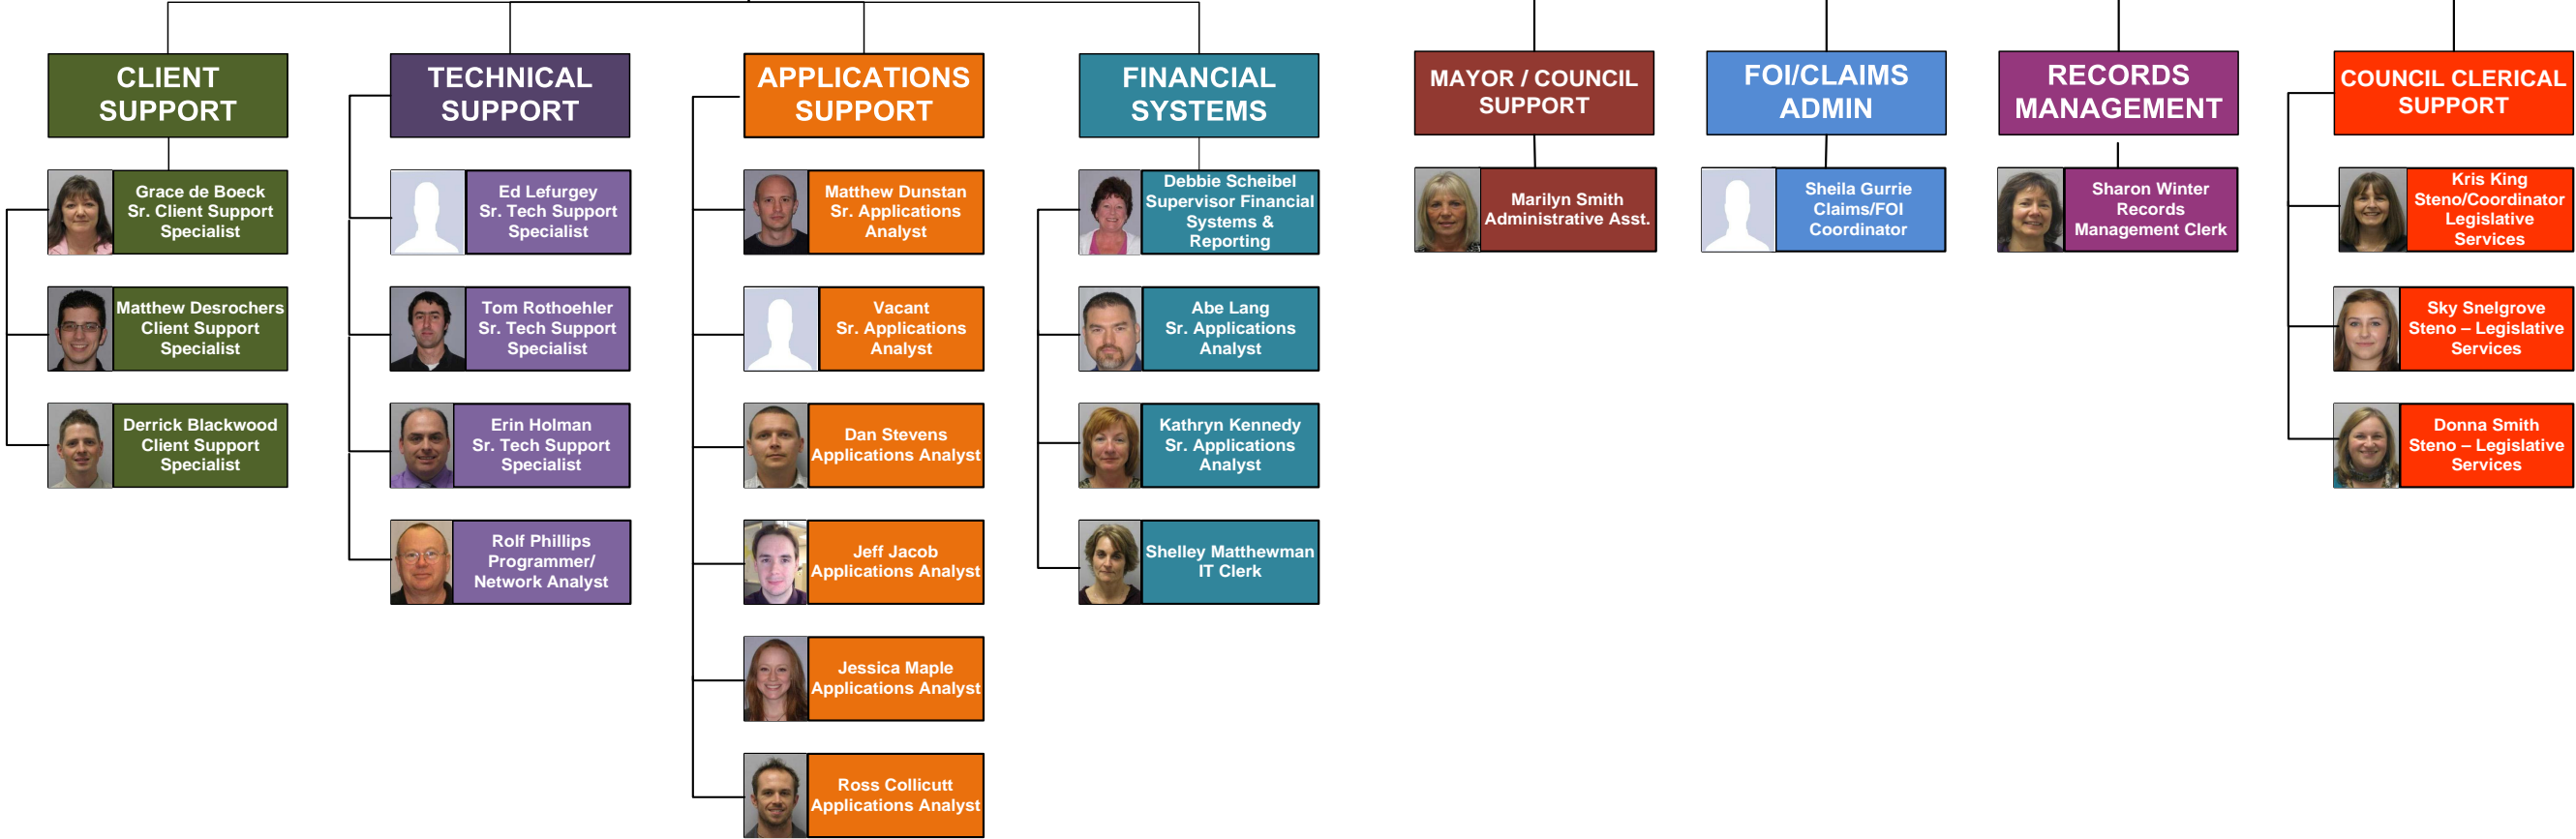 CLIENT
SUPPORT
TECHNICAL
SUPPORT
APPLICATIONS
SUPPORT
FINANCIAL
SYSTEMS
MAYOR / COUNCIL
SUPPORT
FOI/CLAIMS
ADMIN
RECORDS
MANAGEMENT
COUNCIL CLERICAL
SUPPORT
Grace de Boeck
Sr. Client Support
Specialist
Matthew Desrochers
Client Support
Specialist
Derrick Blackwood
Client Support
Specialist
Ed Lefurgey
Sr. Tech Support
Specialist
Tom Rothoehler
Sr. Tech Support
Specialist
Erin Holman
Sr. Tech Support
Specialist
Rolf Phillips
Programmer/
Network Analyst
Matthew Dunstan
Sr. Applications
Analyst
Vacant
Sr. Applications
Analyst
Dan Stevens
Applications Analyst
Jeff Jacob
Applications Analyst
Jessica Maple
Applications Analyst
Ross Collicutt
Applications Analyst
Debbie Scheibel
Supervisor Financial
Systems &
Reporting
Abe Lang
Sr. Applications
Analyst
Kathryn Kennedy
Sr. Applications
Analyst
Shelley Matthewman
IT Clerk
Marilyn Smith
Administrative Asst.
Sheila Gurrie
Claims/FOI
Coordinator
Sharon Winter
Records
Management Clerk
Kris King
Steno/Coordinator
Legislative
Services
Sky Snelgrove
Steno – Legislative
Services
Donna Smith
Steno – Legislative
Services